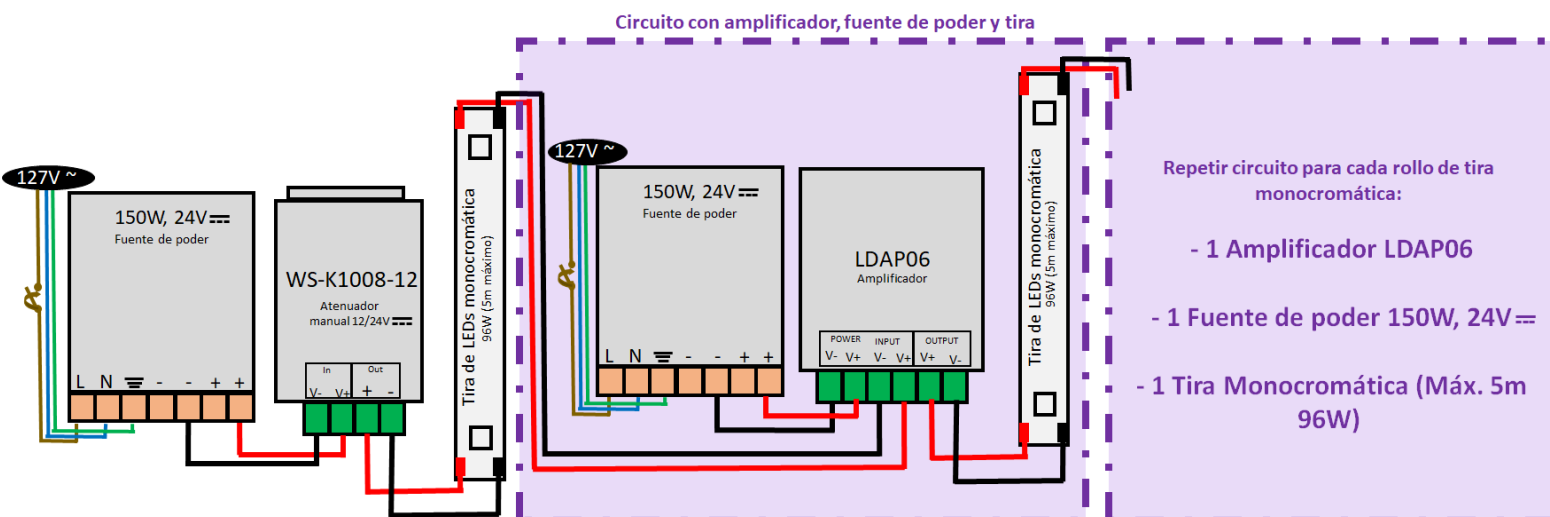 Circuito con amplificador, fuente de poder y tira
127V ~
150W, 24V
Fuente de poder
L N - - + +
WS-K1008-12
Atenuador
manual 12/24V
In Out
V- V+ + -
Tira de LEDs monocromática
96W (5m máximo)
127V ~
150W, 24V
Fuente de poder
L N - - + +
LDAP06
Amplificador
POWER INPUT OUTPUT
V- V+ V- V+ V+ V-
Tira de LEDs monocromática
96W (5m máximo)
Repetir circuito para cada rollo de tira
monocromática:
- 1 Amplificador LDAP06
- 1 Fuente de poder 150W, 24V
- 1 Tira Monocromática (Máx. 5m
96W)